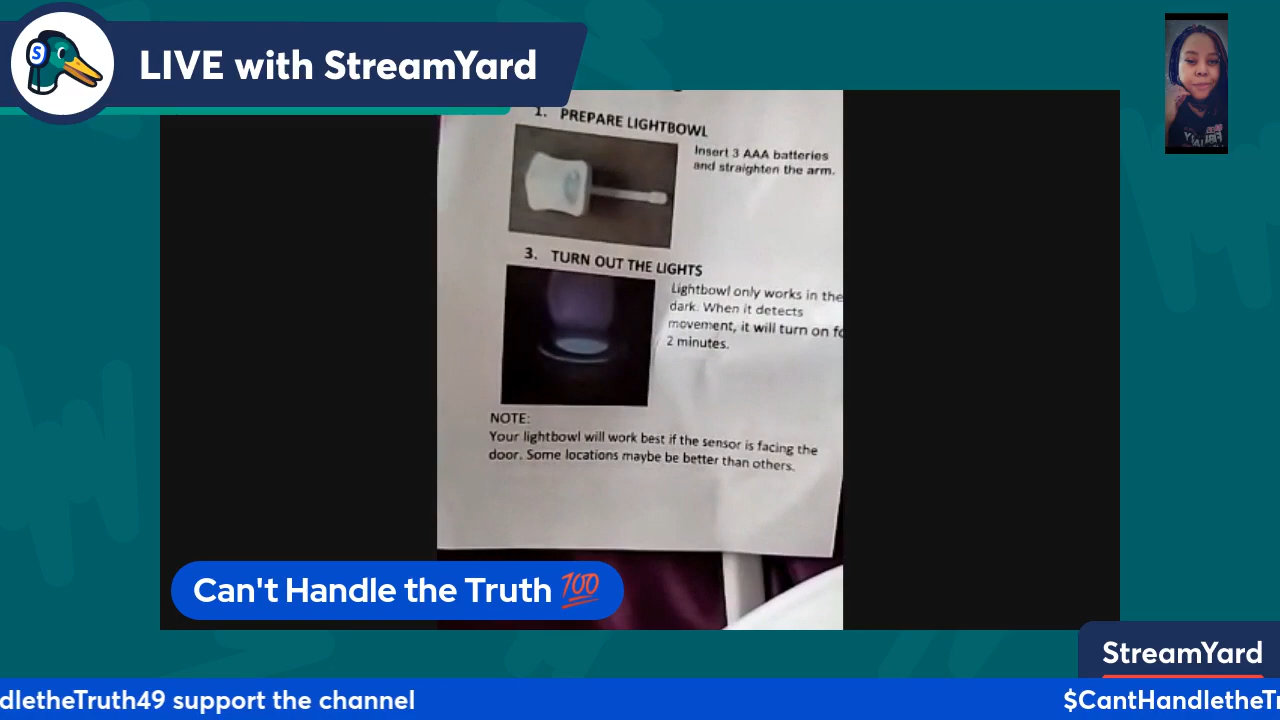 LIVE with StreamYard
1. PREPARE LIGHTBOWL
Insert 3 AAA batteries
and straighten the arm.
3. TURN OUT THE LIGHTS
Lightbowl only works in the
dark. When it detects
movement, it will turn on
2 minutes.
NOTE:
Your lightbowl will work best if the sensor is facing the
door. Some locations maybe be better than others.
Can't Handle the Truth 💯
StreamYard
dletheTruth49 support the channel
$CantHandletheTr